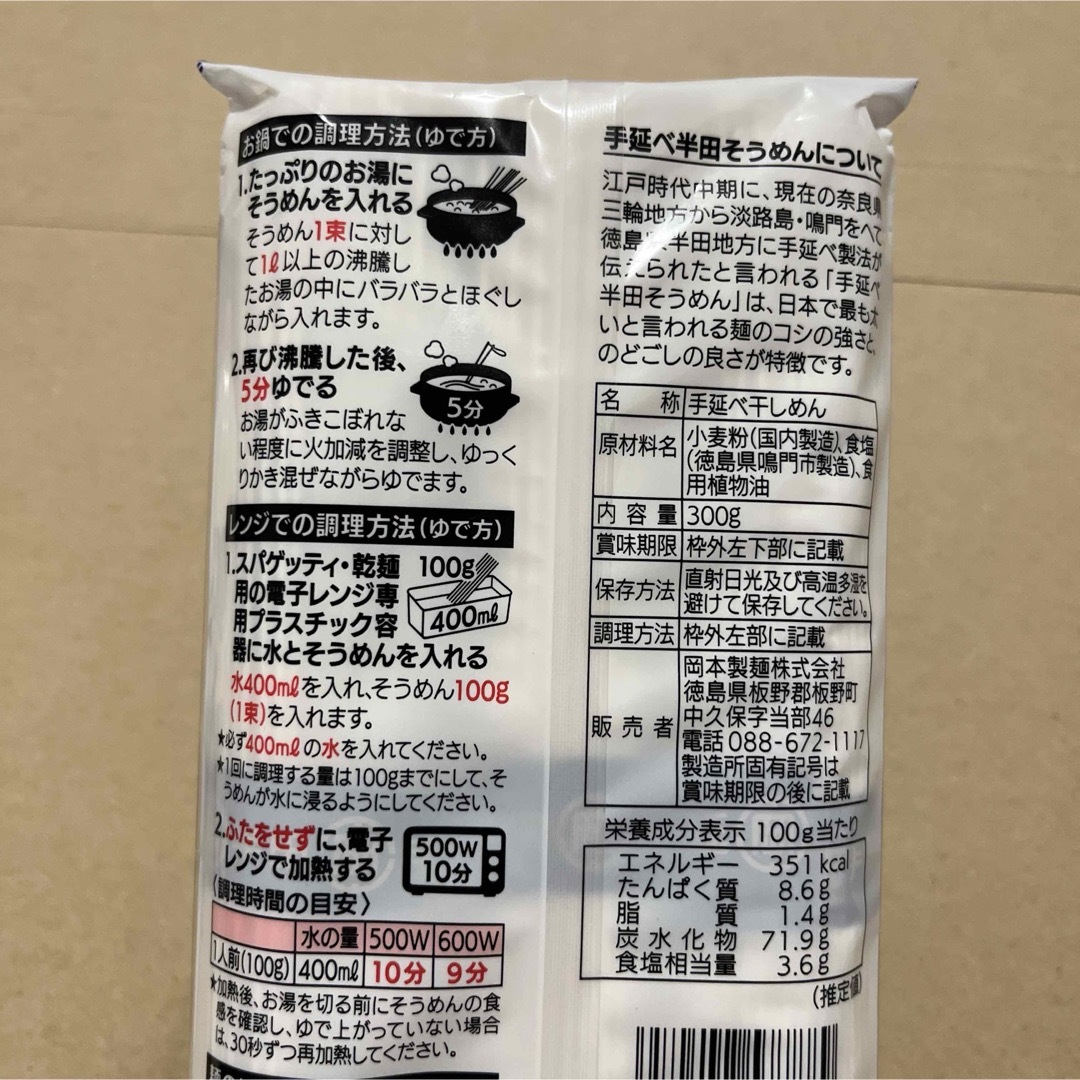 お鍋での調理方法(ゆで方)
1.たっぷりのお湯に
そうめんを入れる
そうめん1束に対し
て1ℓ以上の沸騰し
たお湯の中にバラバラとほぐし
ながら入れます。
2.再び沸騰した後、
5分ゆでる
5分
お湯がふきこぼれな
い程度に火加減を調整し、ゆっく
りかき混ぜながらゆでます。
レンジでの調理方法(ゆで方)
1.スパゲッティ・乾麺
用の電子レンジ専
用プラスチック容
器に水とそうめんを入れる
100g
400mℓ
水400mℓを入れ、そうめん100g
(1束)を入れます。
★必ず400mℓの水を入れてください。
★1回に調理する量は100gまでにして、そ
うめんが水に浸るようにしてください。
2.ふたをせずに、電子
レンジで加熱する
500W
10分
〈調理時間の目安〉
水の量 500W 600W
1人前(100g) 400mℓ 10分 9分
★加熱後、お湯を切る前にそうめんの食
感を確認し、ゆで上がっていない場合
は、30秒ずつ再加熱してください。
手延べ半田そうめんについて
江戸時代中期に、現在の奈良県
三輪地方から淡路島・鳴門をへて
徳島県半田地方に手延べ製法が
伝えられたと言われる「手延べ
半田そうめん」は、日本で最も太
いと言われる麺のコシの強さと、
のどごしの良さが特徴です。
名称 手延べ干しめん
原材料名 小麦粉(国内製造)、食塩
(徳島県鳴門市製造)、食
用植物油
内容量 300g
賞味期限 枠外左下部に記載
保存方法 直射日光及び高温多湿を
避けて保存してください。
調理方法 枠外左部に記載
販売者 岡本製麺株式会社
徳島県板野郡板野町
中久保字当部46
電話088-672-1117
製造所固有記号は
賞味期限の後に記載
栄養成分表示 100g当たり
エネルギー 351kcal
たんぱく質 8.6g
脂質 1.4g
炭水化物 71.9g
食塩相当量 3.6g
(推定値)